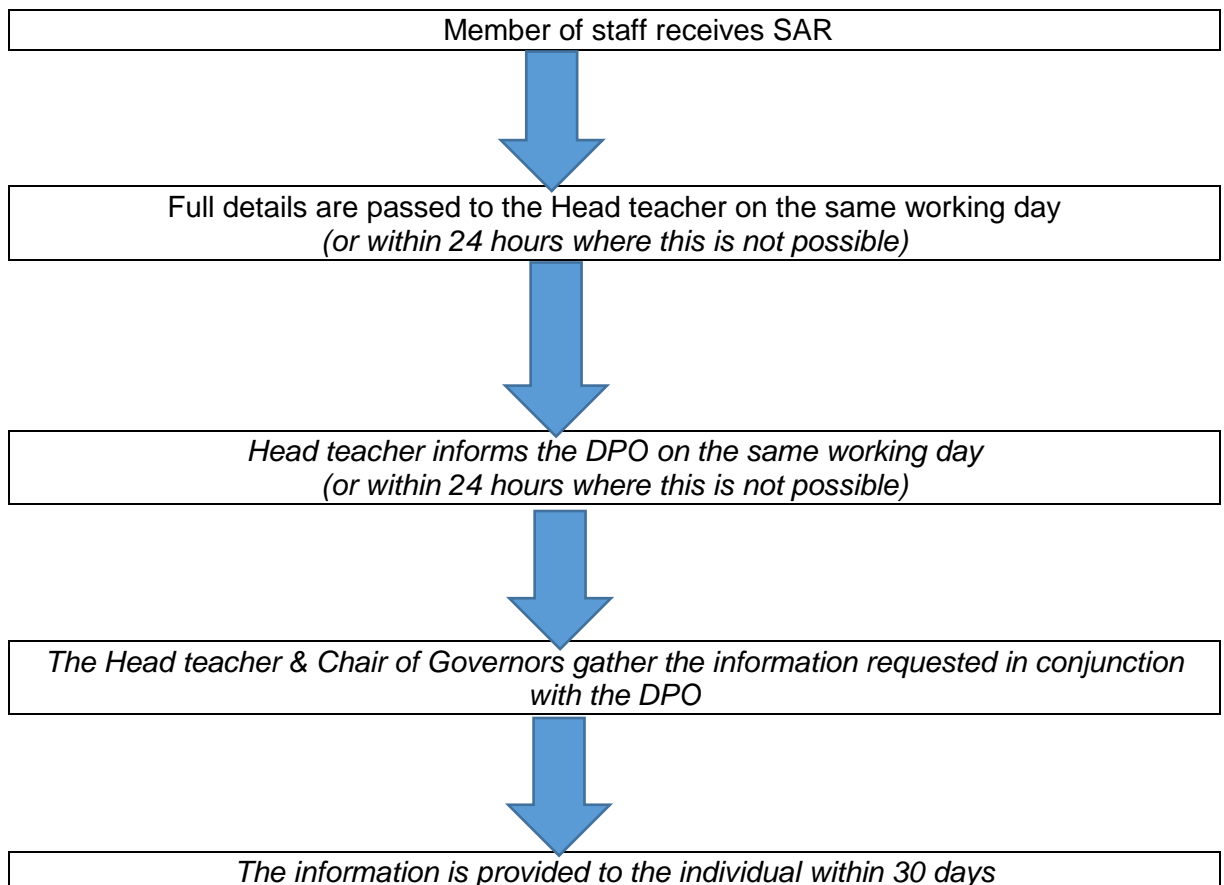 Member of staff receives SAR
Full details are passed to the Head teacher on the same working day
(or within 24 hours where this is not possible)
Head teacher informs the DPO on the same working day
(or within 24 hours where this is not possible)
The Head teacher & Chair of Governors gather the information requested in conjunction
with the DPO
The information is provided to the individual within 30 days